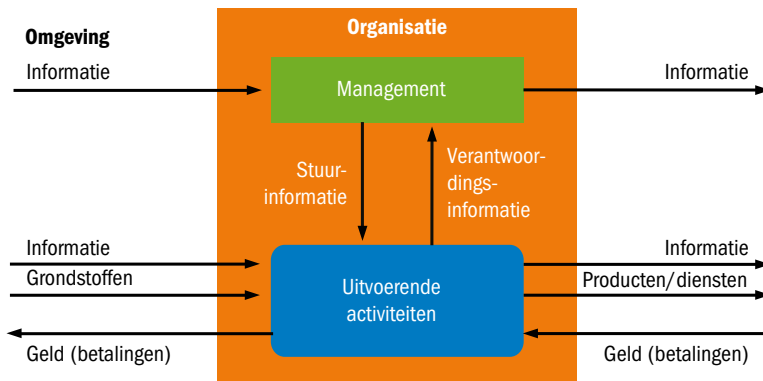 Organisatie
Omgeving
Informatie
Management
Informatie
Stuur-
informatie
Verantwoor-
dings-
informatie
Informatie
Grondstoffen
Geld (betalingen)
Uitvoerende
activiteiten
Informatie
Producten/diensten
Geld (betalingen)